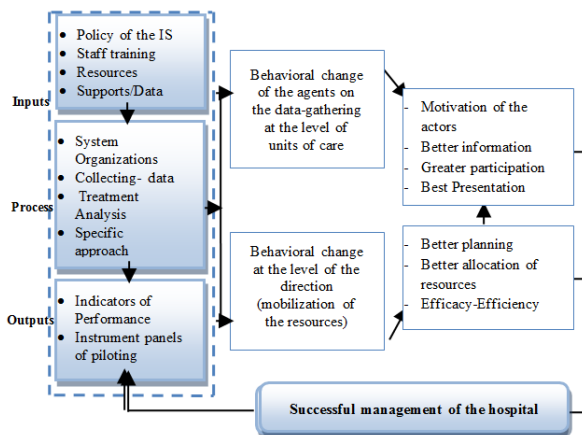 Inputs
Policy of the IS
Staff training
Resources
Supports/Data
Process
System
Organizations
Collecting- data
Treatment
Analysis
Specific
approach
Outputs
Indicators of
Performance
Instrument panels
of piloting
Behavioral change
of the agents on
the data-gathering
at the level of
units of care
Behavioral change
at the level of the
direction
(mobilization of
the resources)
- Motivation of the
actors
- Better information
- Greater participation
- Best Presentation
- Better planning
- Better allocation of
resources
- Efficacy-Efficiency
Successful management of the hospital